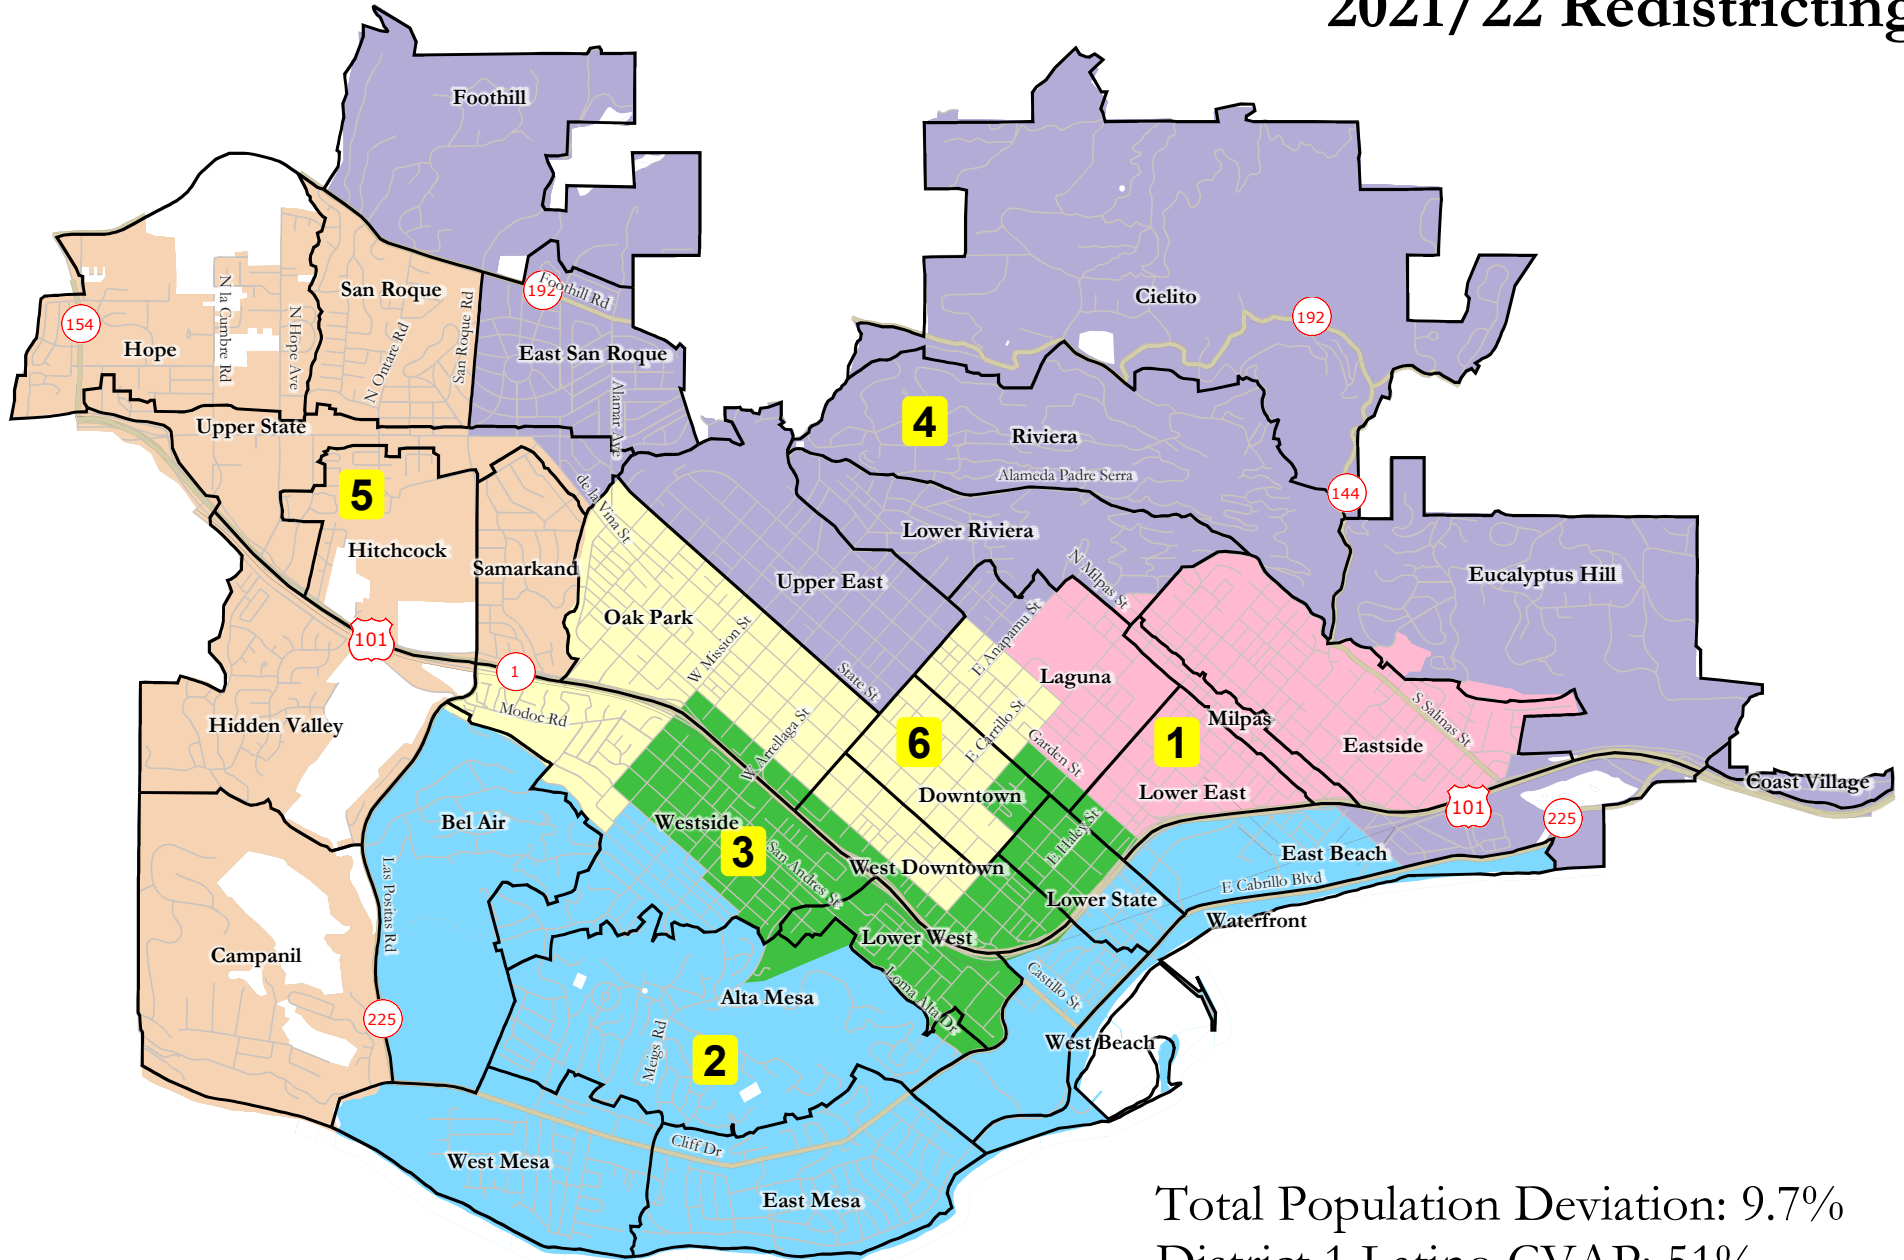 2021/22 Redistricting
Foothill
192
Foothill Rd
San Roque
N la Cumbre Rd
N Hope Ave
N Ontare Rd
San Roque Rd
154
Hope
East San Roque
Alamar Ave
Cielito
192
Upper State
4
Riviera
Alameda Padre Serra
144
5
Hitchcock
Samarkand
de la Vina St
Lower Riviera
N Milpas St
Upper East
Eucalyptus Hill
Oak Park
W Mission St
E Anapamu St
101
1
State St
Laguna
Modoc Rd
Hidden Valley
W Arrellaga St
6
E Carrillo St
Garden St
1
Milpas
S Salinas St
Eastside
Downtown
Lower East
Coast Village
101
225
Bel Air
Westside
3
San Andres St
E Haley St
West Downtown
East Beach
E Cabrillo Blvd
Las Positas Rd
Lower State
Waterfront
Lower West
Campanil
Alta Mesa
Loma Alta Dr
Castillo St
225
Meigs Rd
2
West Beach
Cliff Dr
West Mesa
East Mesa
Total Population Deviation: 9.7%
District 1 Latino CVAP: 51%